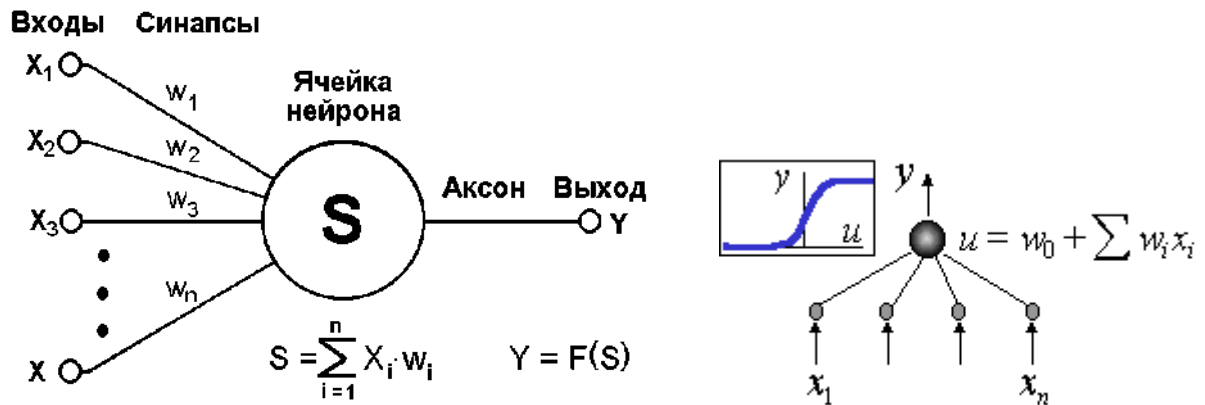 Входы Синапсы
X₁
w₁
Ячейка
нейрона
X₂
w₂
X₃
w₃
S
Аксон Выход
Y
wₙ
X
S = ∑ᵢ₌₁ⁿ Xᵢ·wᵢ Y = F(S)
y
u
y
u = w₀ + ∑ wᵢxᵢ
x₁ xₙ